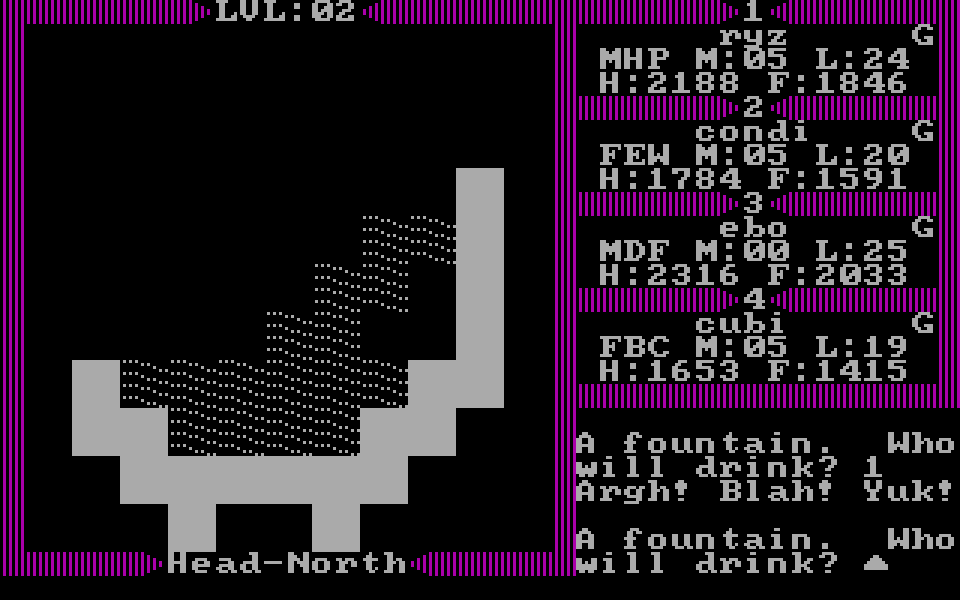 LVL:02
Head-North
1
ryz G
MHP M:05 L:24
H:2188 F:1846
2
condi G
FEW M:05 L:20
H:1784 F:1591
3
ebo G
MDF M:00 L:25
H:2316 F:2033
4
cubi G
FBC M:05 L:19
H:1653 F:1415
A fountain. Who
will drink? 1
Argh! Blah! Yuk!
A fountain. Who
will drink?